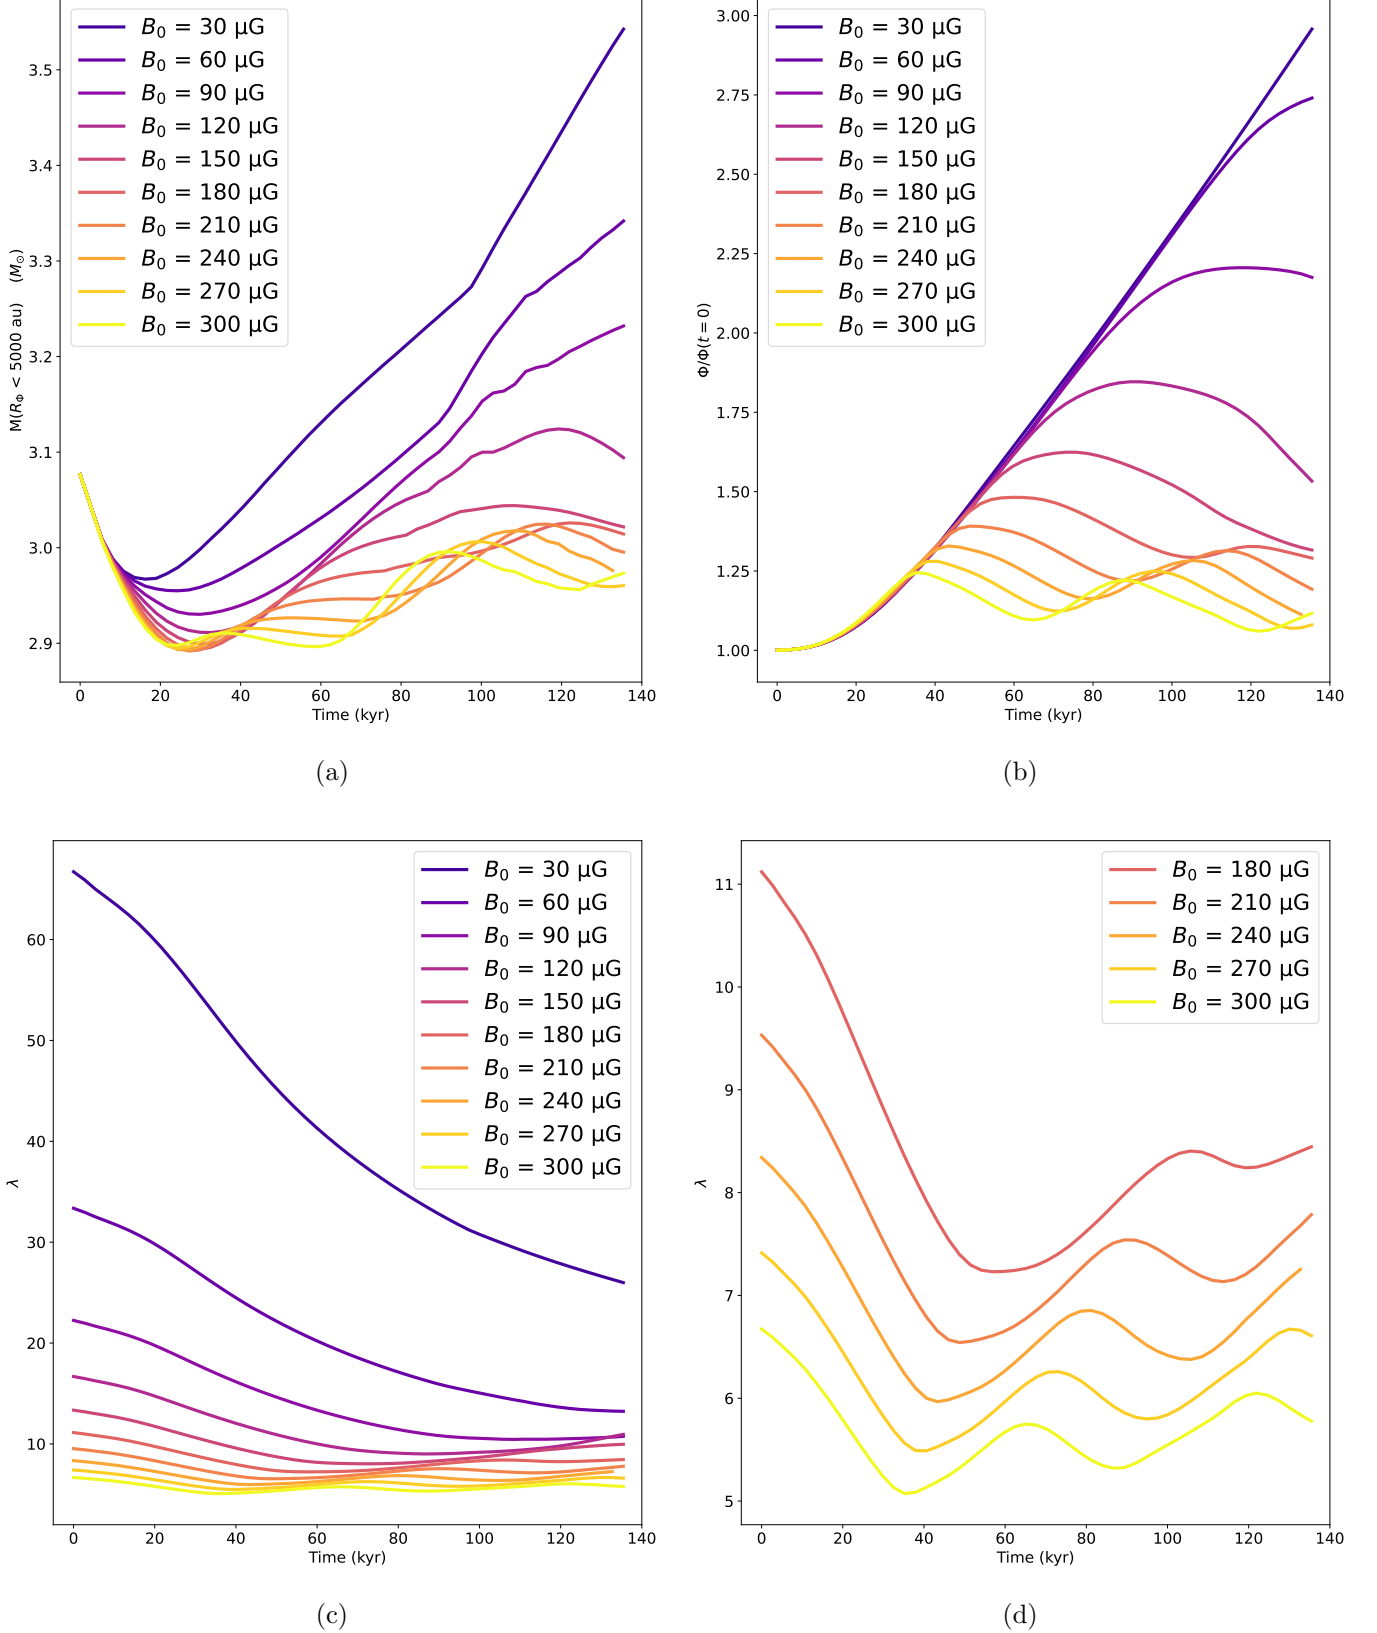 B₀ = 30 μG
B₀ = 60 μG
B₀ = 90 μG
B₀ = 120 μG
B₀ = 150 μG
B₀ = 180 μG
B₀ = 210 μG
B₀ = 240 μG
B₀ = 270 μG
B₀ = 300 μG
3.5
3.4
3.3
3.2
3.1
3.0
2.9
M(R_Φ < 5000 au) (M_⊙)
0 20 40 60 80 100 120 140
Time (kyr)
(a)
B₀ = 30 μG
B₀ = 60 μG
B₀ = 90 μG
B₀ = 120 μG
B₀ = 150 μG
B₀ = 180 μG
B₀ = 210 μG
B₀ = 240 μG
B₀ = 270 μG
B₀ = 300 μG
3.00
2.75
2.50
2.25
2.00
1.75
1.50
1.25
1.00
Φ/Φ(t = 0)
0 20 40 60 80 100 120 140
Time (kyr)
(b)
B₀ = 30 μG
B₀ = 60 μG
B₀ = 90 μG
B₀ = 120 μG
B₀ = 150 μG
B₀ = 180 μG
B₀ = 210 μG
B₀ = 240 μG
B₀ = 270 μG
B₀ = 300 μG
60
50
40
30
20
10
λ
0 20 40 60 80 100 120 140
Time (kyr)
(c)
B₀ = 180 μG
B₀ = 210 μG
B₀ = 240 μG
B₀ = 270 μG
B₀ = 300 μG
11
10
9
8
7
6
5
λ
0 20 40 60 80 100 120 140
Time (kyr)
(d)